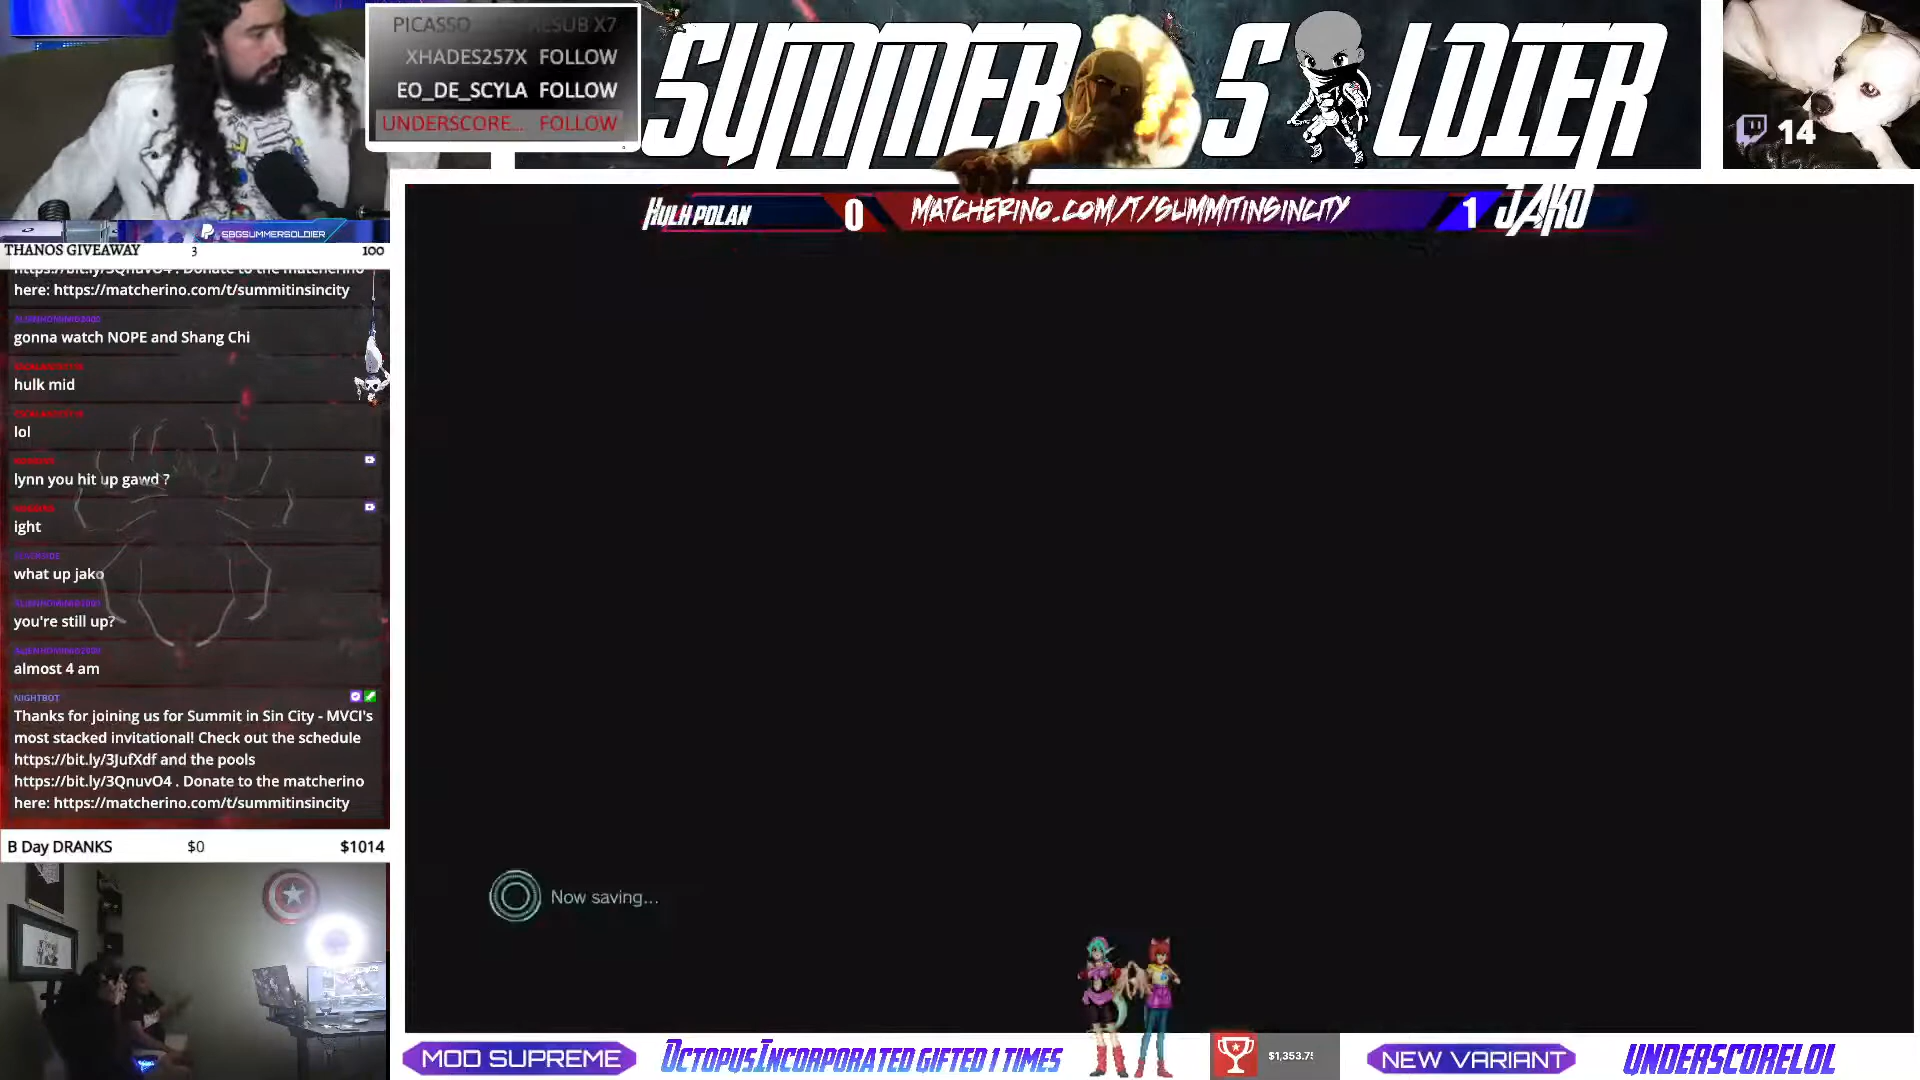 PICASSO
XHADES257X FOLLOW
EO_DE_SCYLA FOLLOW
UNDERSCORE... FOLLOW
SUMMER SOLDIER
14
HULK POLAN 0 MATCHERINO.COM/T/SUMMITINSINCITY 1 JAKO
SBGSUMMERSOLDIER
THANOS GIVEAWAY 3 100
here: https://matcherino.com/t/summitinsincity
gonna watch NOPE and Shang Chi
hulk mid
lol
lynn you hit up gawd ?
ight
what up jako
you're still up?
almost 4 am
NIGHTBOT
Thanks for joining us for Summit in Sin City - MVCI's
most stacked invitational! Check out the schedule
https://bit.ly/3JufXdf and the pools
https://bit.ly/3QnuvO4 . Donate to the matcherino
here: https://matcherino.com/t/summitinsincity
B Day DRANKS $0 $1014
Now saving...
MOD SUPREME
OCTOPUSINCORPORATED GIFTED 1 TIMES
NEW VARIANT
UNDERSCORELOL